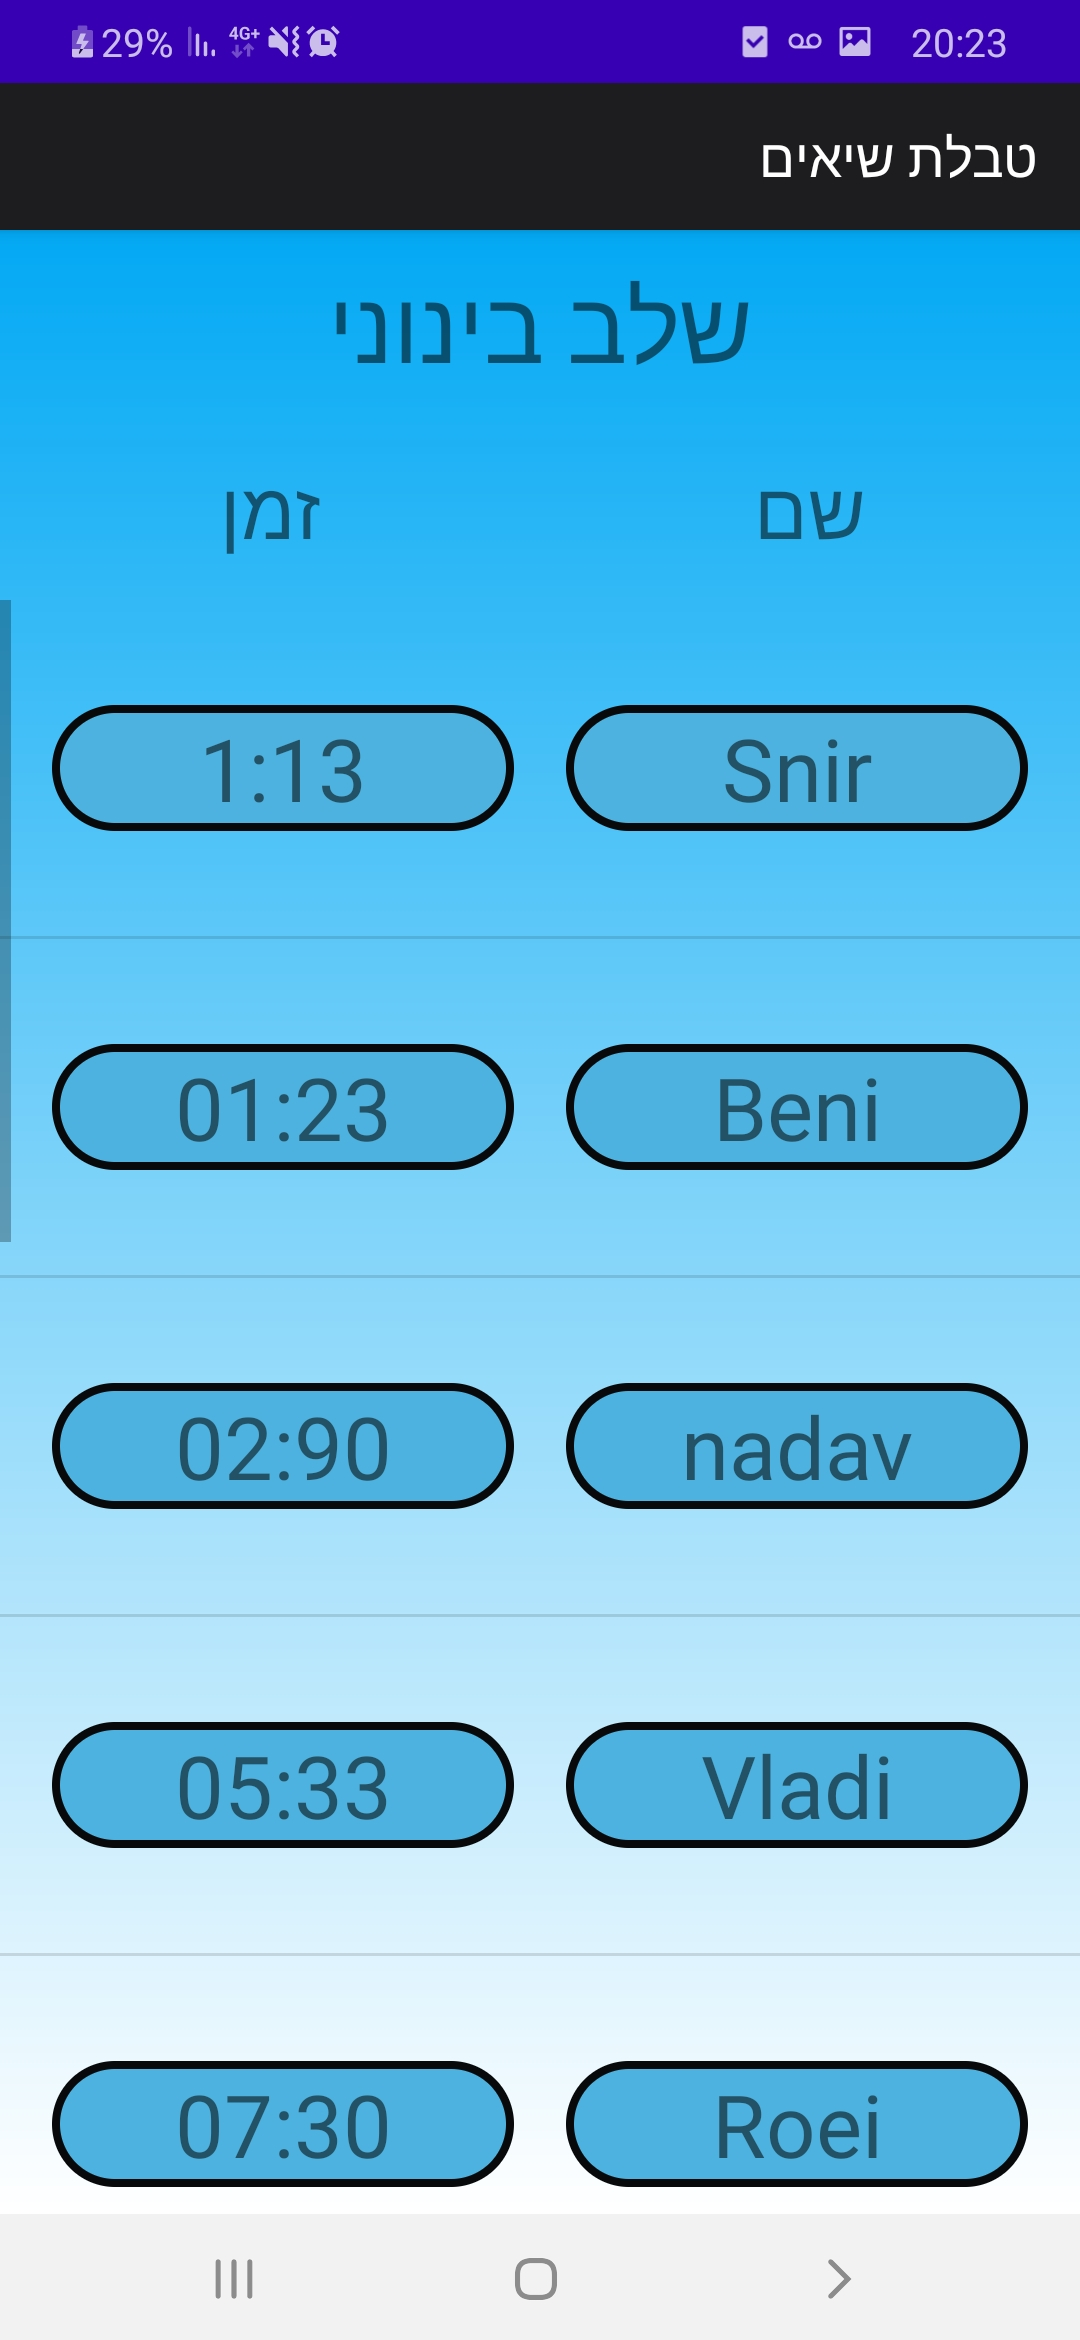 29% 4G+ 20:23
טבלת שיאים
שלב בינוני
שם זמן
Snir 1:13
Beni 01:23
nadav 02:90
Vladi 05:33
Roei 07:30